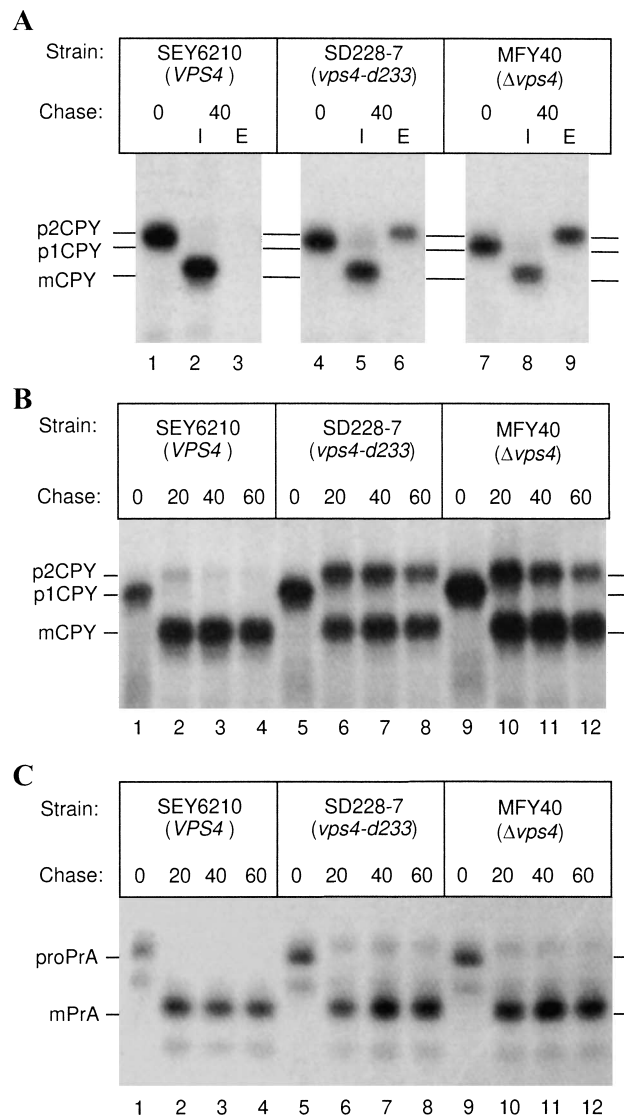 A
Strain: SEY6210 SD228-7 MFY40
(VPS4 ) (vps4-d233) (Δvps4)
Chase: 0 40 0 40 0 40
I E I E I E
p2CPY
p1CPY
mCPY
1 2 3 4 5 6 7 8 9
B
Strain: SEY6210 SD228-7 MFY40
(VPS4 ) (vps4-d233) (Δvps4)
Chase: 0 20 40 60 0 20 40 60 0 20 40 60
p2CPY
p1CPY
mCPY
1 2 3 4 5 6 7 8 9 10 11 12
C
Strain: SEY6210 SD228-7 MFY40
(VPS4 ) (vps4-d233) (Δvps4)
Chase: 0 20 40 60 0 20 40 60 0 20 40 60
proPrA
mPrA
1 2 3 4 5 6 7 8 9 10 11 12